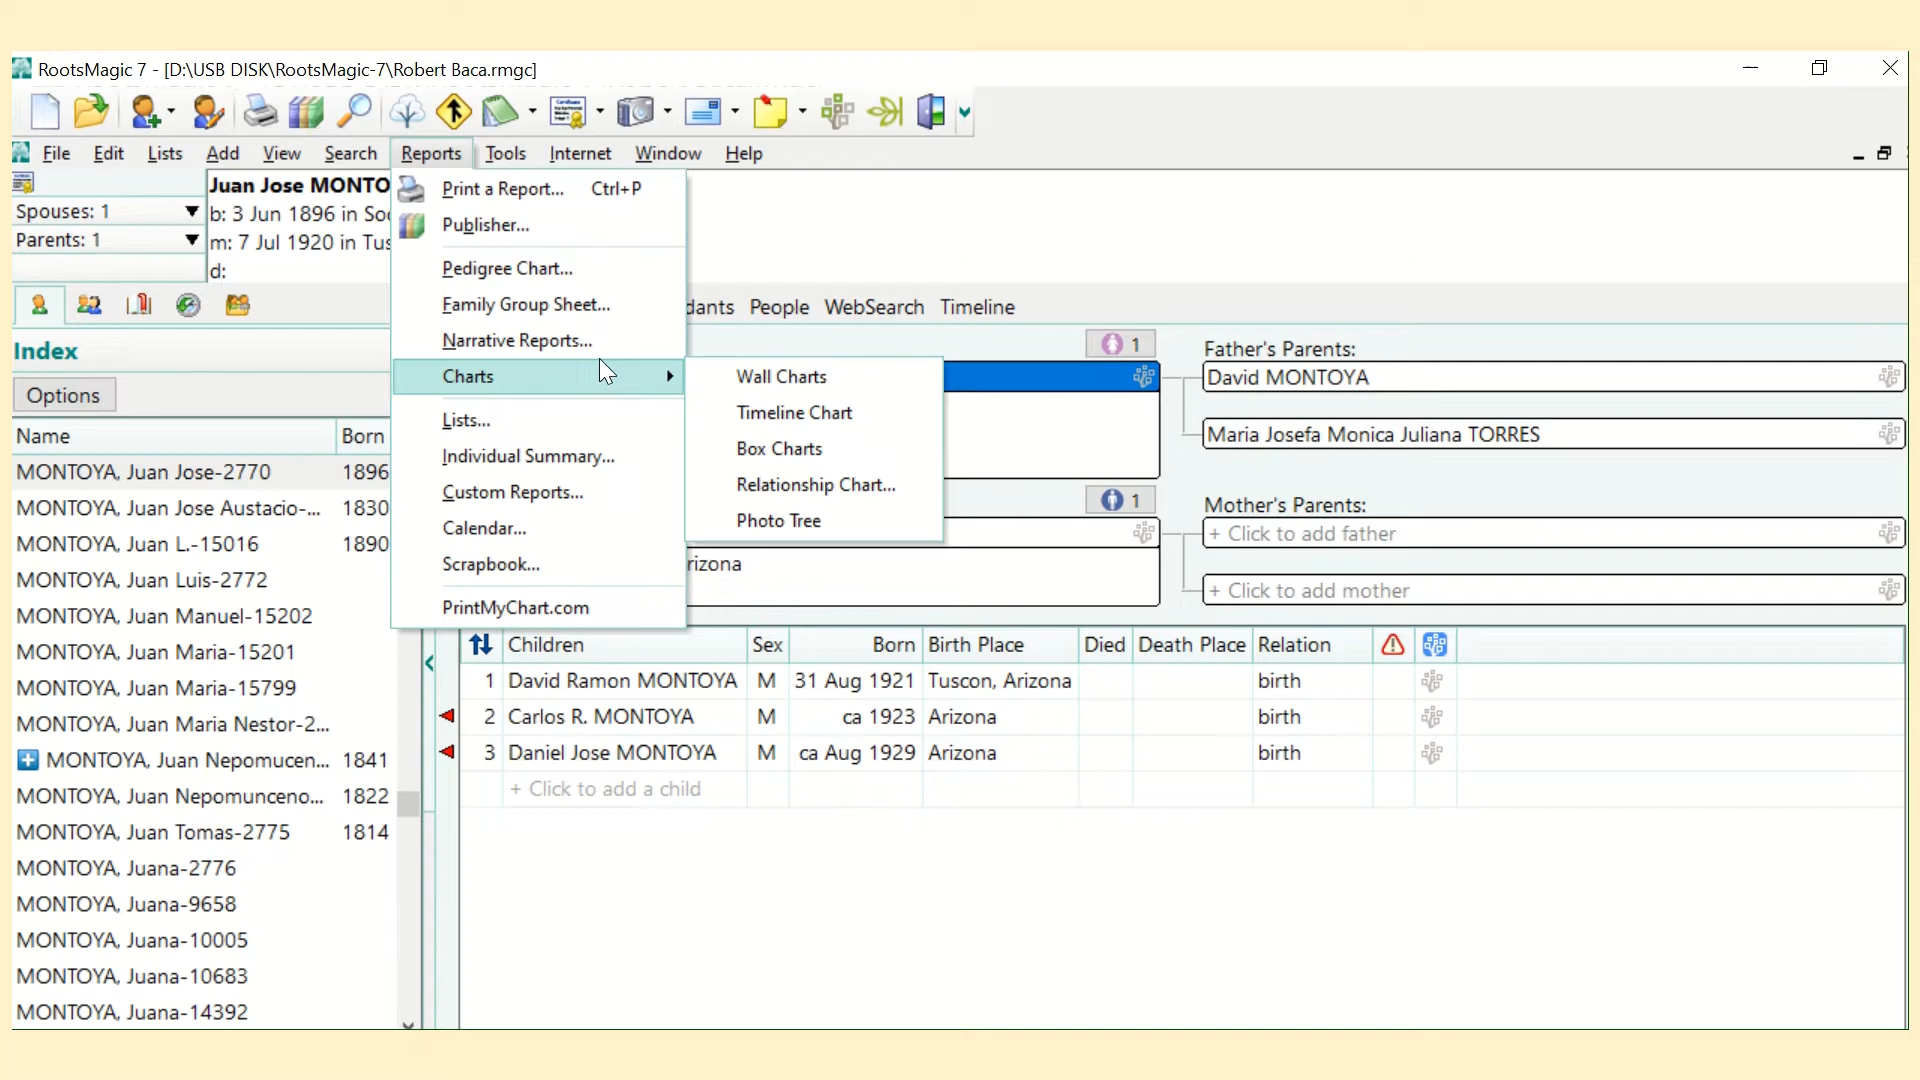 RootsMagic 7 - [D:\USB DISK\RootsMagic-7\Robert Baca.rmgc]
File Edit Lists Add View Search Reports Tools Internet Window Help
Juan Jose MONTO
Spouses: 1
b: 3 Jun 1896 in Soc
Parents: 1
m: 7 Jul 1920 in Tus
d:
Print a Report... Ctrl+P
Publisher...
Pedigree Chart...
Family Group Sheet...
Narrative Reports...
Charts
Lists...
Individual Summary...
Custom Reports...
Calendar...
Scrapbook...
PrintMyChart.com
Wall Charts
Timeline Chart
Box Charts
Relationship Chart...
Photo Tree
dants People WebSearch Timeline
Index
Options
Name Born
MONTOYA, Juan Jose-2770 1896
MONTOYA, Juan Jose Austacio-... 1830
MONTOYA, Juan L.-15016 1890
MONTOYA, Juan Luis-2772
MONTOYA, Juan Manuel-15202
MONTOYA, Juan Maria-15201
MONTOYA, Juan Maria-15799
MONTOYA, Juan Maria Nestor-2...
MONTOYA, Juan Nepomucen... 1841
MONTOYA, Juan Nepomunceno... 1822
MONTOYA, Juan Tomas-2775 1814
MONTOYA, Juana-2776
MONTOYA, Juana-9658
MONTOYA, Juana-10005
MONTOYA, Juana-10683
MONTOYA, Juana-14392
1
1
rizona
Father's Parents:
David MONTOYA
Maria Josefa Monica Juliana TORRES
Mother's Parents:
+ Click to add father
+ Click to add mother
Children Sex Born Birth Place Died Death Place Relation
1 David Ramon MONTOYA M 31 Aug 1921 Tuscon, Arizona birth
2 Carlos R. MONTOYA M ca 1923 Arizona birth
3 Daniel Jose MONTOYA M ca Aug 1929 Arizona birth
+ Click to add a child